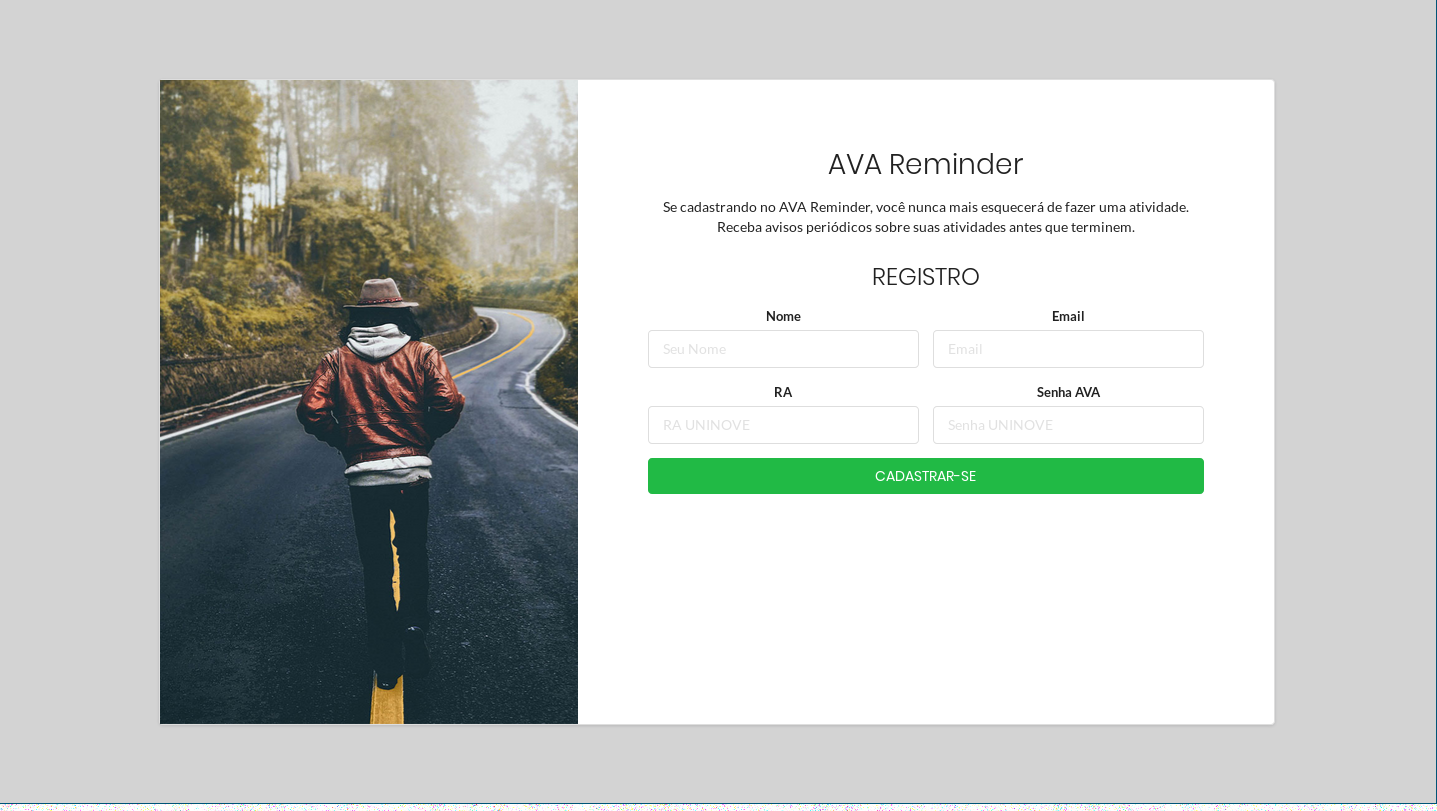 AVA Reminder
Se cadastrando no AVA Reminder, você nunca mais esquecerá de fazer uma atividade.
Receba avisos periódicos sobre suas atividades antes que terminem.
REGISTRO
Nome
Email
Seu Nome
Email
RA
Senha AVA
RA UNINOVE
Senha UNINOVE
CADASTRAR-SE